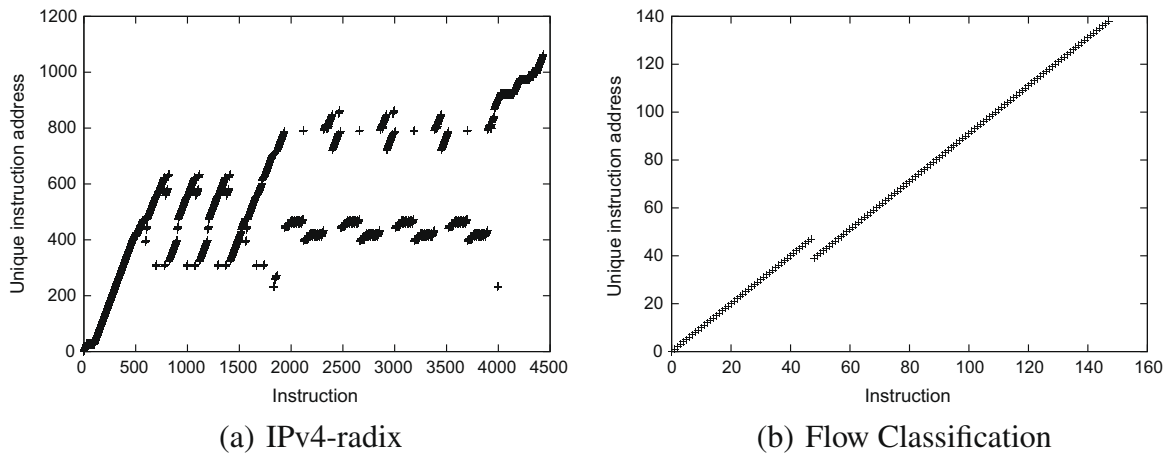 1200
1000
800
600
400
200
0
Unique instruction address
0 500 1000 1500 2000 2500 3000 3500 4000 4500
Instruction
(a) IPv4-radix
140
120
100
80
60
40
20
0
Unique instruction address
0 20 40 60 80 100 120 140 160
Instruction
(b) Flow Classification